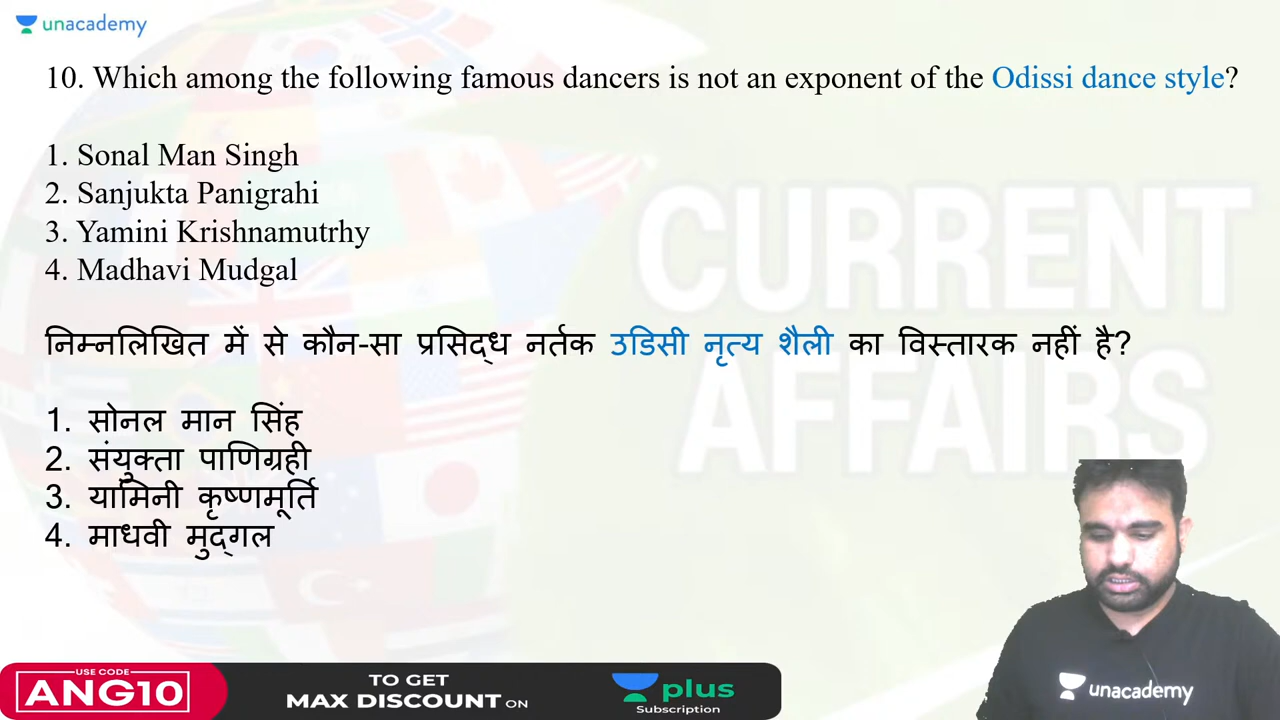 unacademy
10. Which among the following famous dancers is not an exponent of the Odissi dance style?
1. Sonal Man Singh
2. Sanjukta Panigrahi
3. Yamini Krishnamutrhy
4. Madhavi Mudgal
CURRENT
AFFAIRS
निम्नलिखित में से कौन-सा प्रसिद्ध नर्तक उडिसी नृत्य शैली का विस्तारक नहीं है?
1. सोनल मान सिंह
2. संयुक्ता पाणिग्रही
3. यामिनी कृष्णमूर्ति
4. माधवी मुद्गल
unacademy
USE CODE
ANG10
TO GET
MAX DISCOUNT ON
plus
Subscription